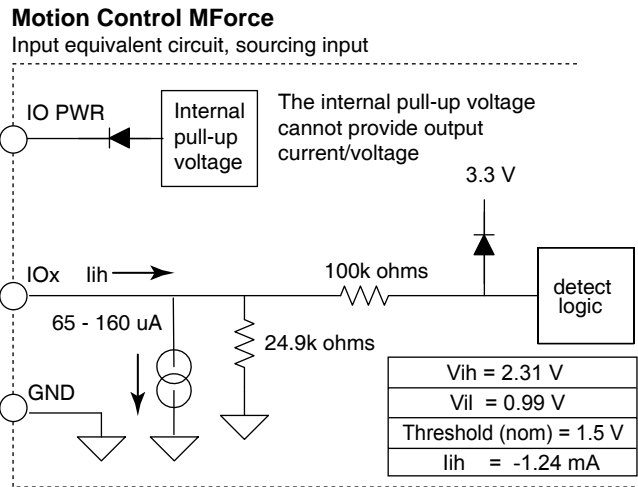 Motion Control MForce
Input equivalent circuit, sourcing input
IO PWR
Internal
pull-up
voltage
The internal pull-up voltage
cannot provide output
current/voltage
3.3 V
IOx
Iih
100k ohms
detect
logic
65 - 160 uA
24.9k ohms
GND
Vih = 2.31 V
Vil = 0.99 V
Threshold (nom) = 1.5 V
Iih = -1.24 mA